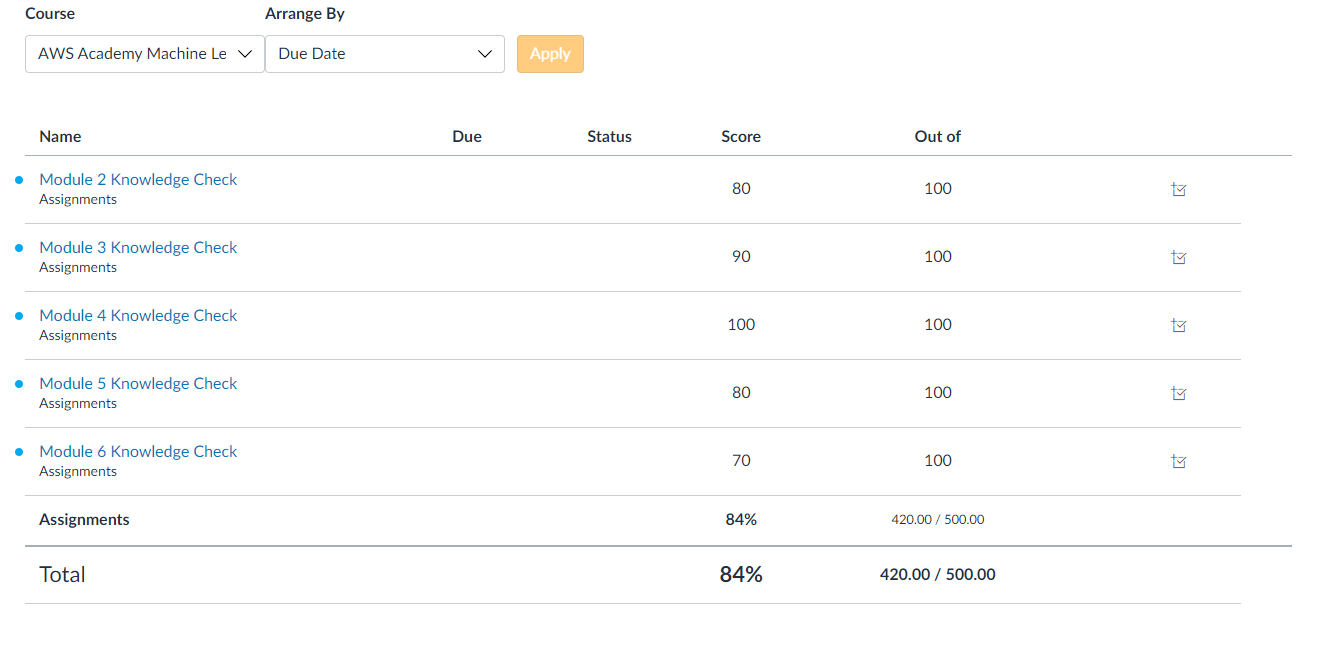 Course Arrange By
AWS Academy Machine Le Due Date Apply
Name Due Status Score Out of
Module 2 Knowledge Check
Assignments
80 100
Module 3 Knowledge Check
Assignments
90 100
Module 4 Knowledge Check
Assignments
100 100
Module 5 Knowledge Check
Assignments
80 100
Module 6 Knowledge Check
Assignments
70 100
Assignments 84% 420.00 / 500.00
Total 84% 420.00 / 500.00